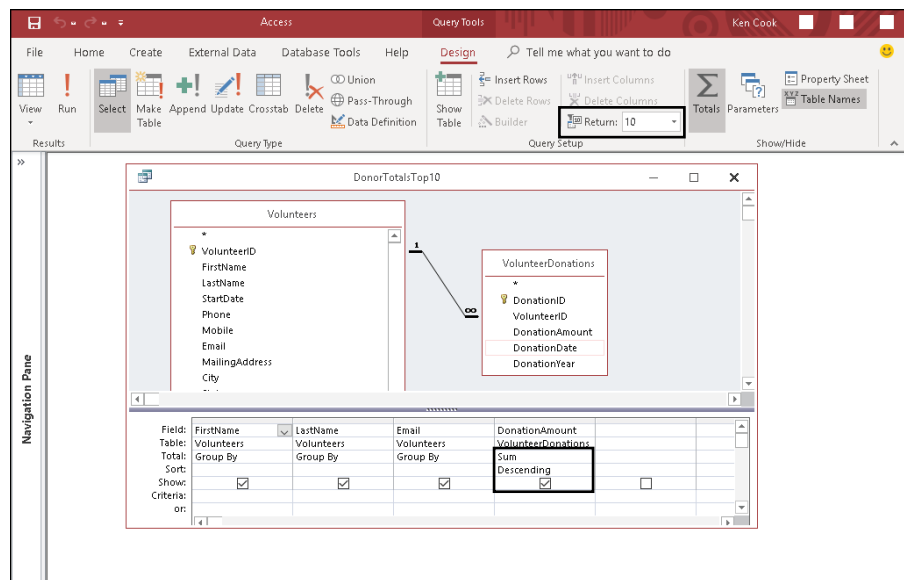 Access
Query Tools
Ken Cook
File Home Create External Data Database Tools Help Design Tell me what you want to do
View
Run
Select
Make Table
Append
Update
Crosstab
Delete
Union
Pass-Through
Data Definition
Show Table
Insert Rows
Delete Rows
Builder
Insert Columns
Delete Columns
Return: 10
Totals
Parameters
Property Sheet
XYZ
Table Names
Results
Query Type
Query Setup
Show/Hide
»
Navigation Pane
DonorTotalsTop10
Volunteers
*
VolunteerID
FirstName
LastName
StartDate
Phone
Mobile
Email
MailingAddress
City
1
∞
VolunteerDonations
*
DonationID
VolunteerID
DonationAmount
DonationDate
DonationYear
Field: FirstName LastName Email DonationAmount
Table: Volunteers Volunteers Volunteers VolunteerDonations
Total: Group By Group By Group By Sum
Sort: Descending
Show:
Criteria:
or: